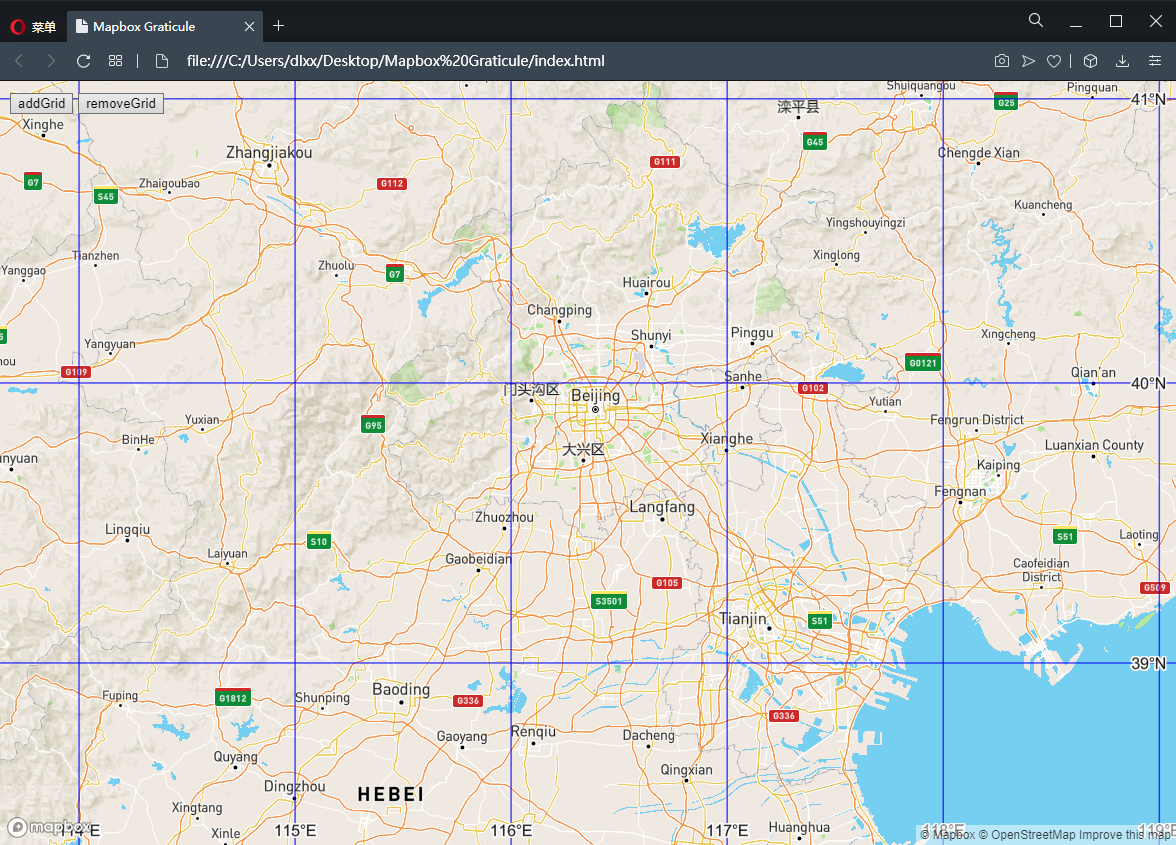 菜单
Mapbox Graticule
file:///C:/Users/dlxx/Desktop/Mapbox%20Graticule/index.html
addGrid
removeGrid
滦平县
Shuiquangou
Pingquan
G25
41°N
Xinghe
Zhangjiakou
G45
Chengde Xian
G7
S45
Zhaigoubao
G112
G111
Kuancheng
Yingshouyingzi
Tianzhen
Yanggao
Zhuolu
G7
Xinglong
Huairou
Changping
Shunyi
Pinggu
Xingcheng
Yangyuan
G109
G0121
Sanhe
G102
Qian'an
40°N
门头沟区
Beijing
Yutian
Yuxian
G95
Fengrun District
BinHe
Xianghe
Luanxian County
大兴区
nyuan
Kaiping
Fengnan
Langfang
Zhuozhou
Lingqiu
S10
S51
Laoting
Laiyuan
Gaobeidian
Caofeidian
District
G105
G509
S3501
Tianjin
S51
39°N
Fuping
G1812
Shunping
Baoding
G336
G336
Gaoyang
Renqiu
Dacheng
Quyang
Qingxian
Dingzhou
HEBEI
Xingtang
mapbox
114°E
Xinle
115°E
116°E
117°E
Huanghua
118°E
119°E
© Mapbox © OpenStreetMap Improve this map